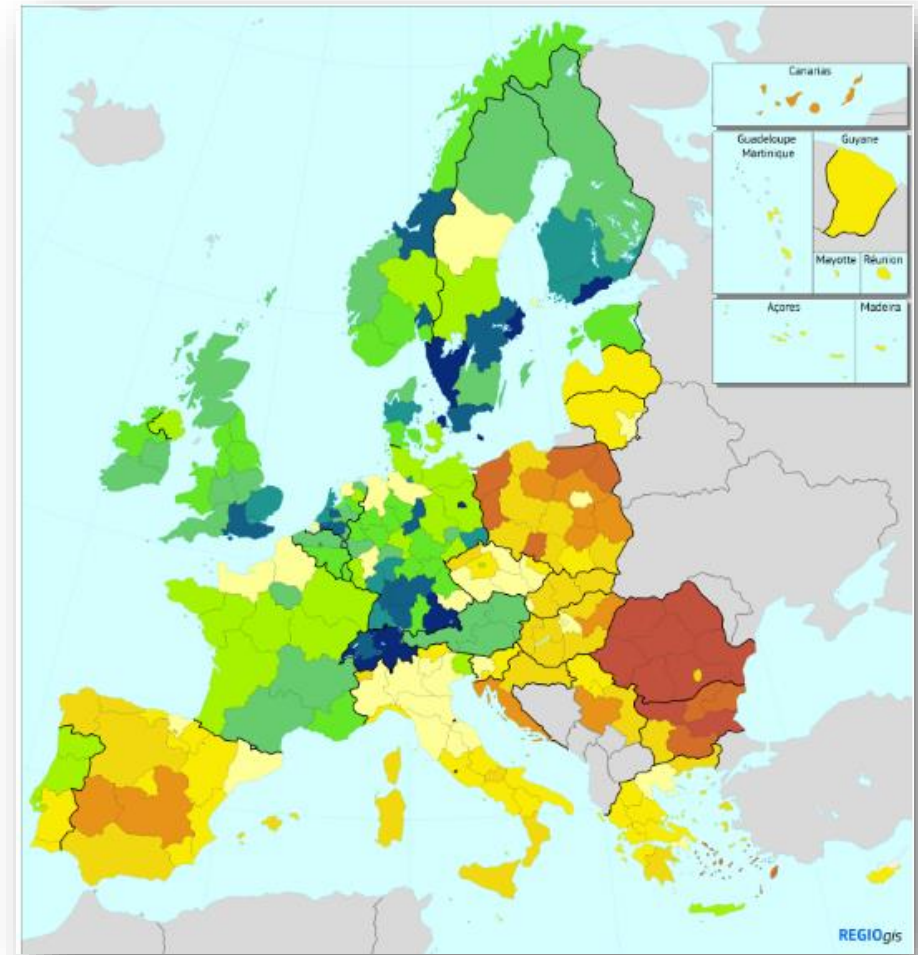 Canarias
Guadeloupe
Martinique
Guyane
Mayotte
Réunion
Açores
Madeira
REGIOgis